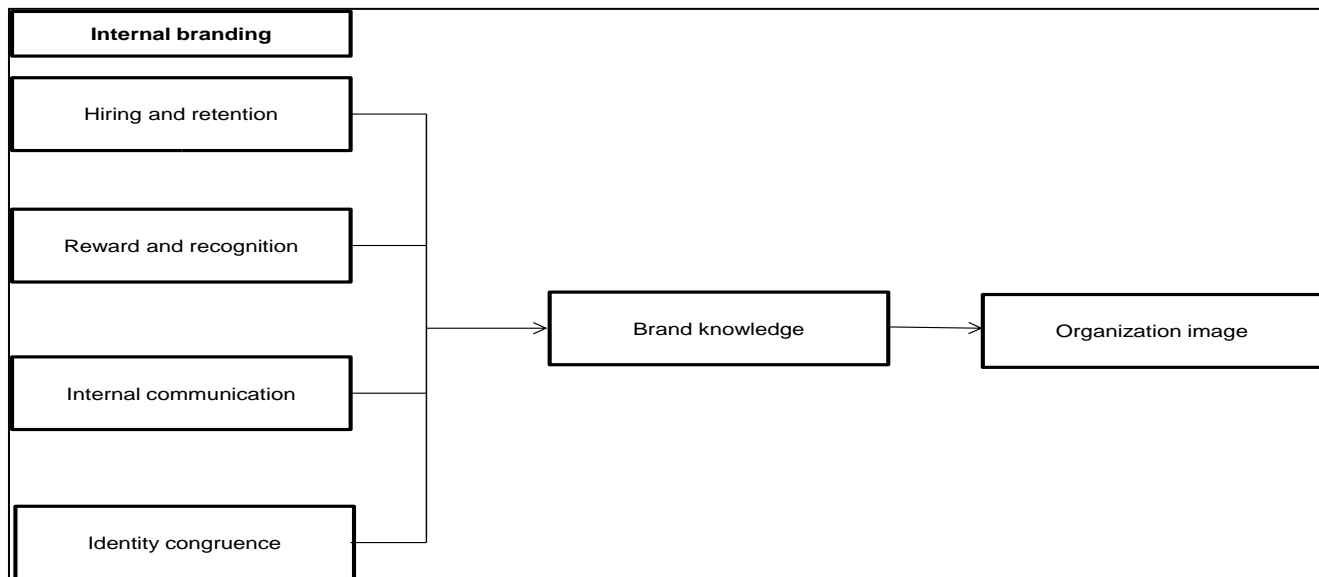 Internal branding
Hiring and retention
Reward and recognition
Brand knowledge
Organization image
Internal communication
Identity congruence